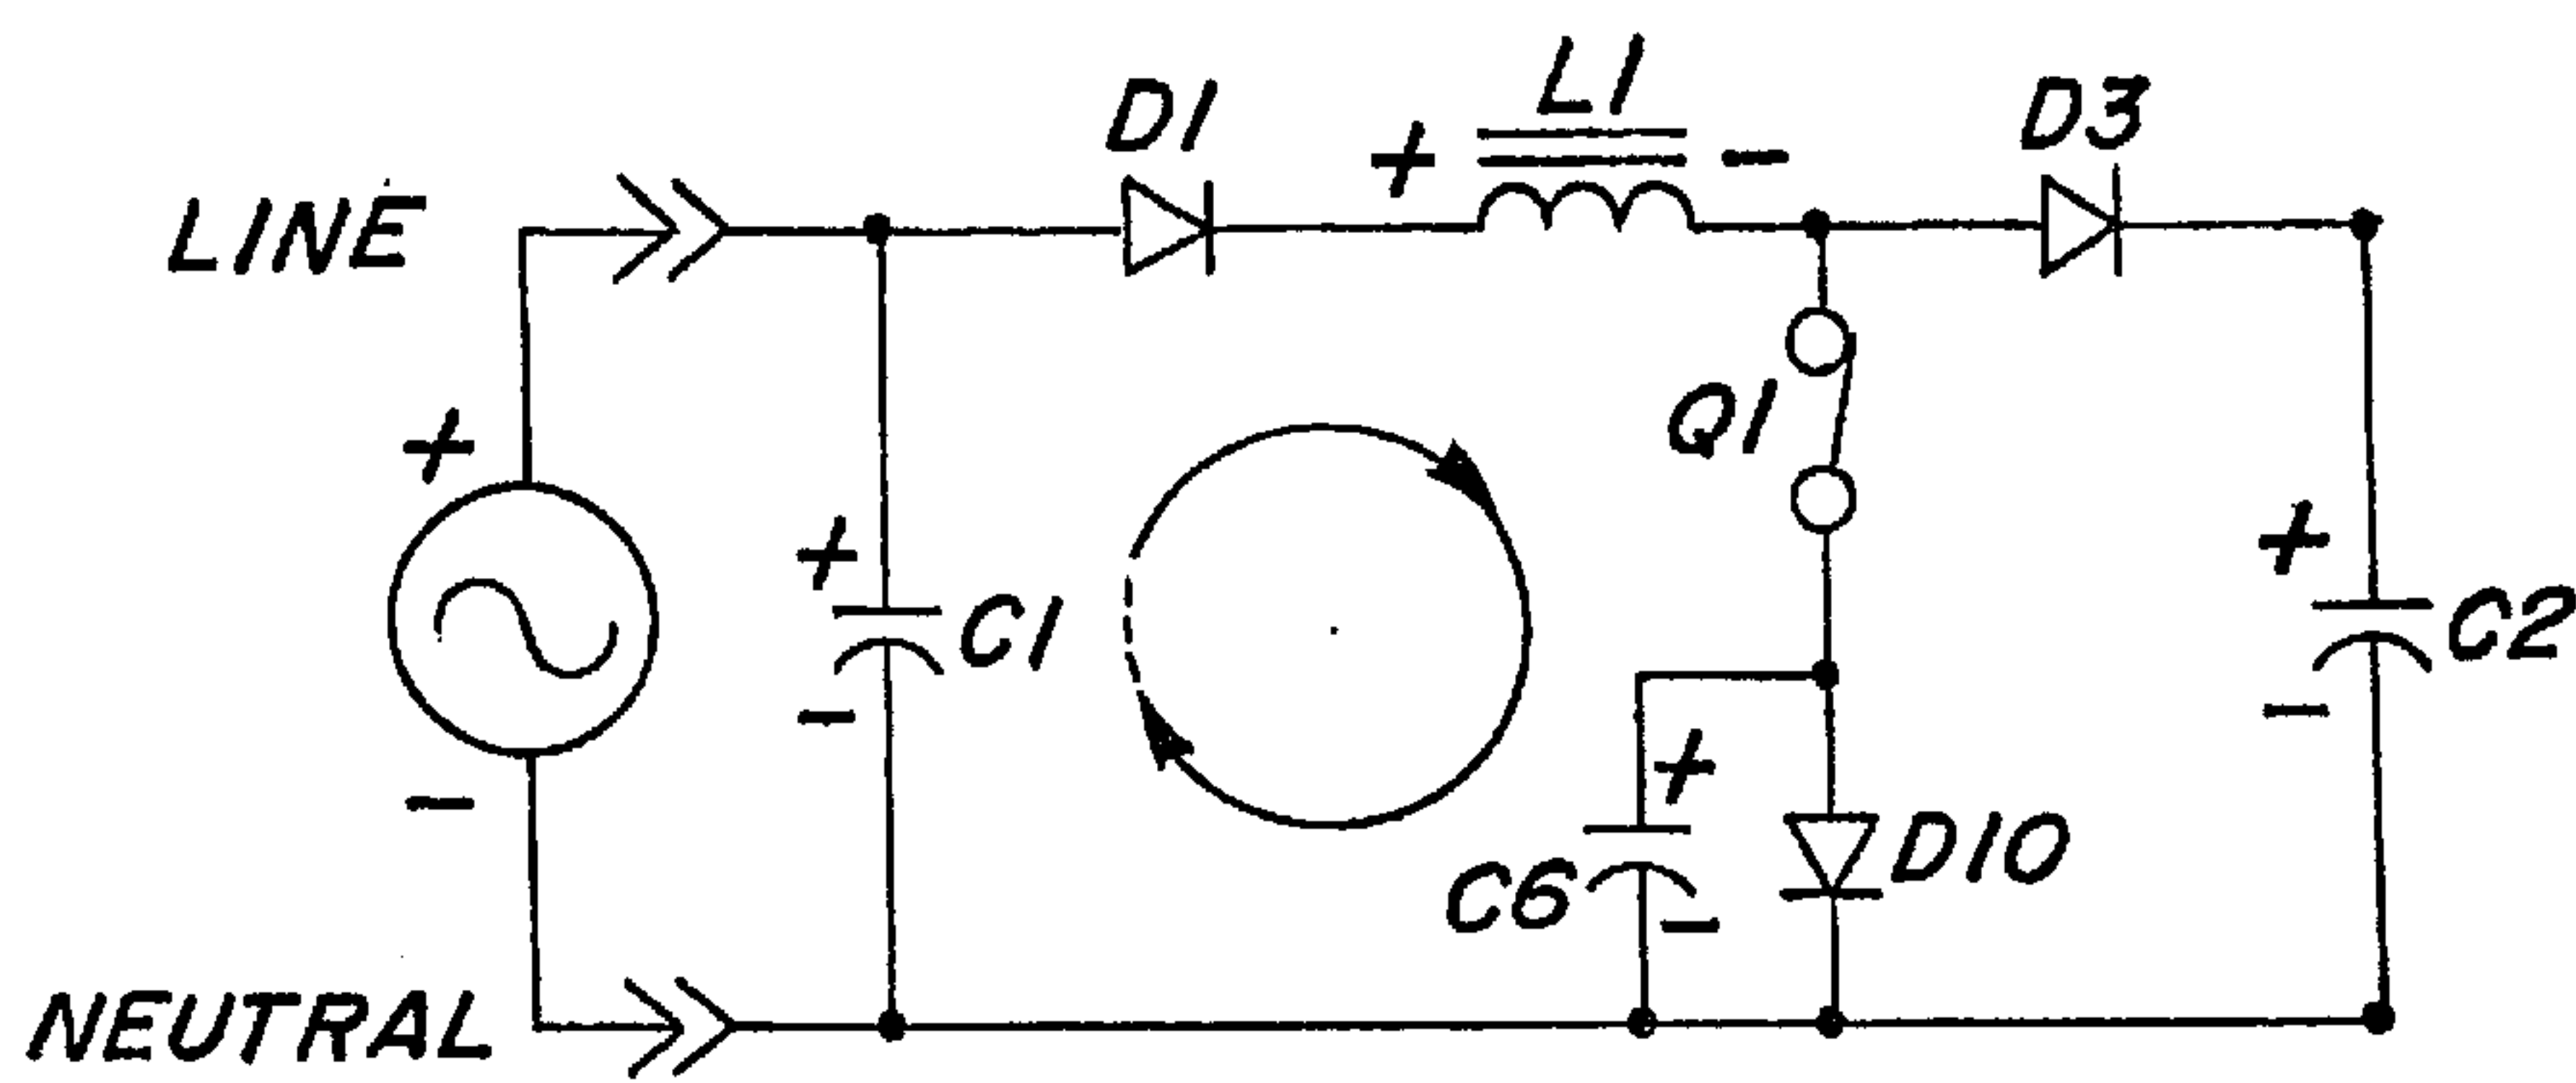 L1
D1
D3
+
-
LINE
Q1
+
+
+
C1
C2
-
-
+
-
C6
D10
-
NEUTRAL